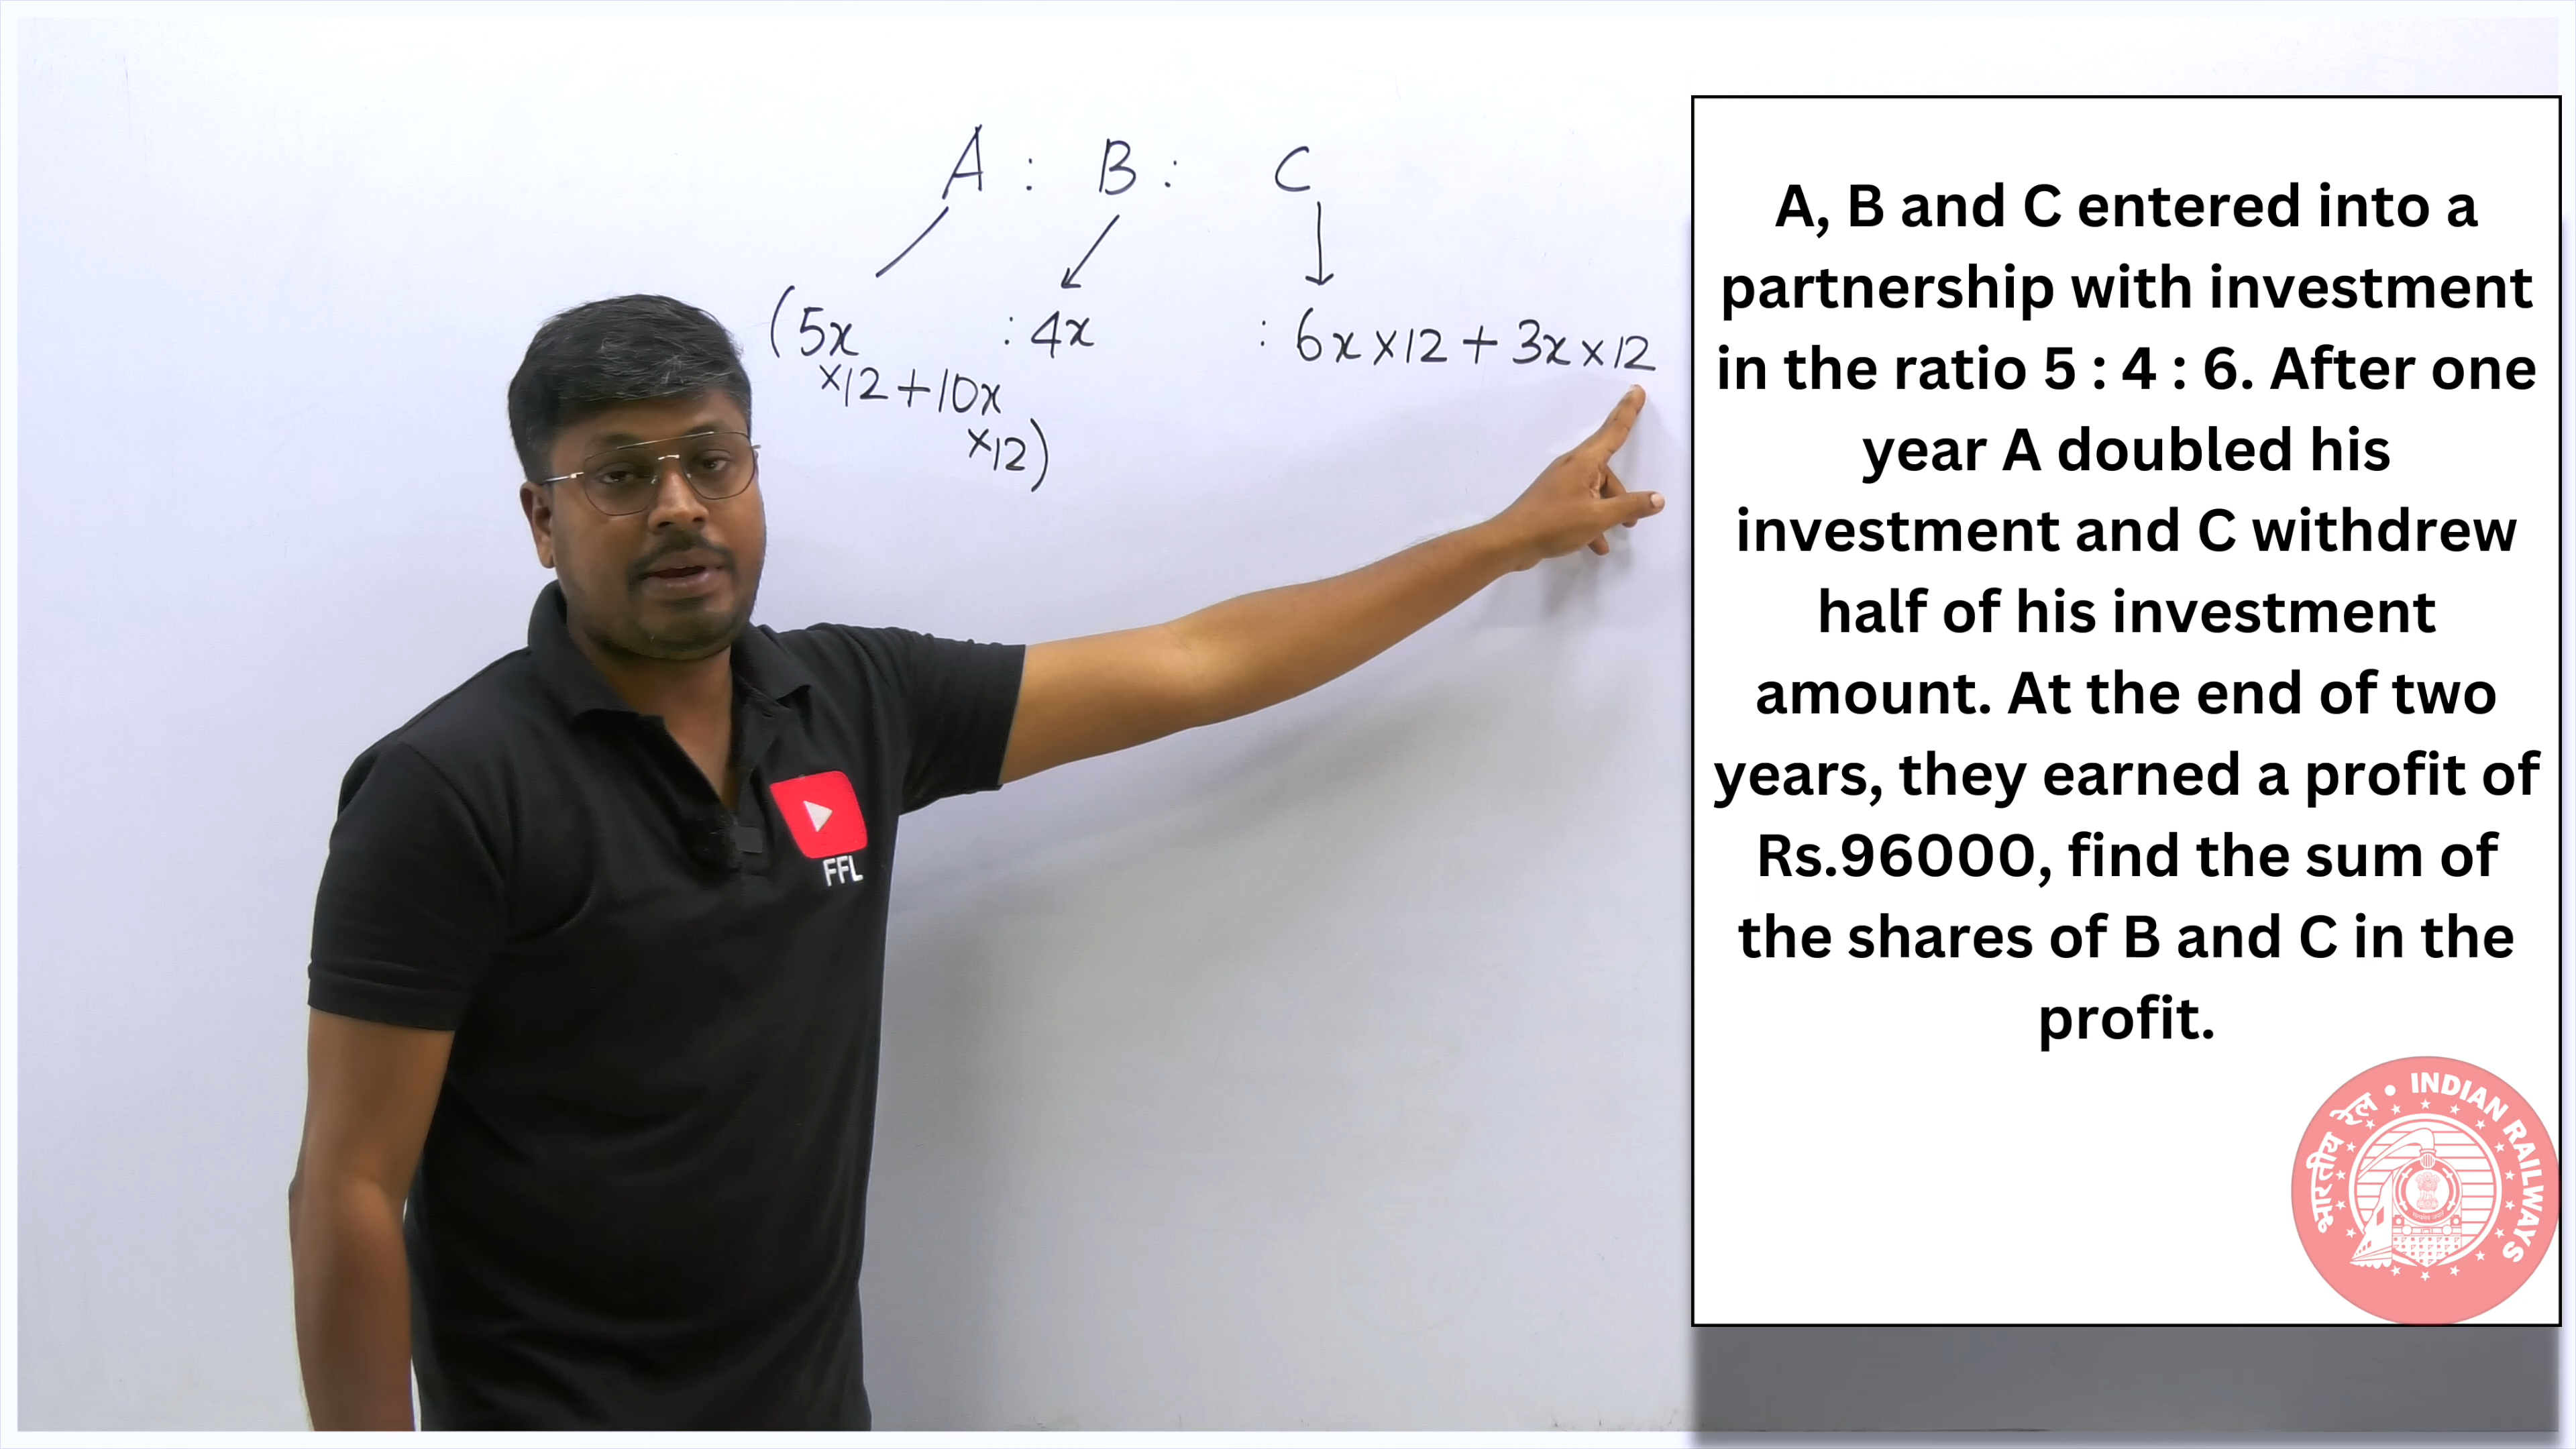 A : B : C
(5x : 4x : 6x × 12 + 3x × 12
×12 + 10x
×12)
FFL
A, B and C entered into a
partnership with investment
in the ratio 5 : 4 : 6. After one
year A doubled his
investment and C withdrew
half of his investment
amount. At the end of two
years, they earned a profit of
Rs.96000, find the sum of
the shares of B and C in the
profit.
भारतीय रेल • INDIAN RAILWAYS